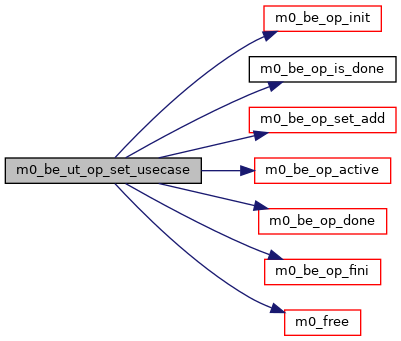 m0_be_op_init
m0_be_op_is_done
m0_be_op_set_add
m0_be_ut_op_set_usecase
m0_be_op_active
m0_be_op_done
m0_be_op_fini
m0_free